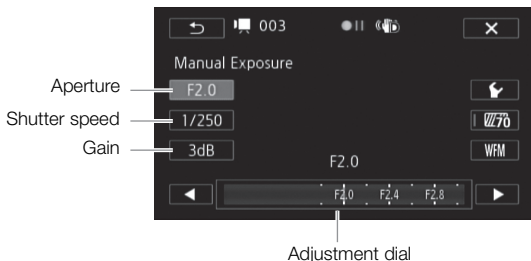 003
Manual Exposure
Aperture
F2.0
Shutter speed
1/250
70
Gain
3dB
WFM
F2.0
F2.0 F2.4 F2.8
Adjustment dial